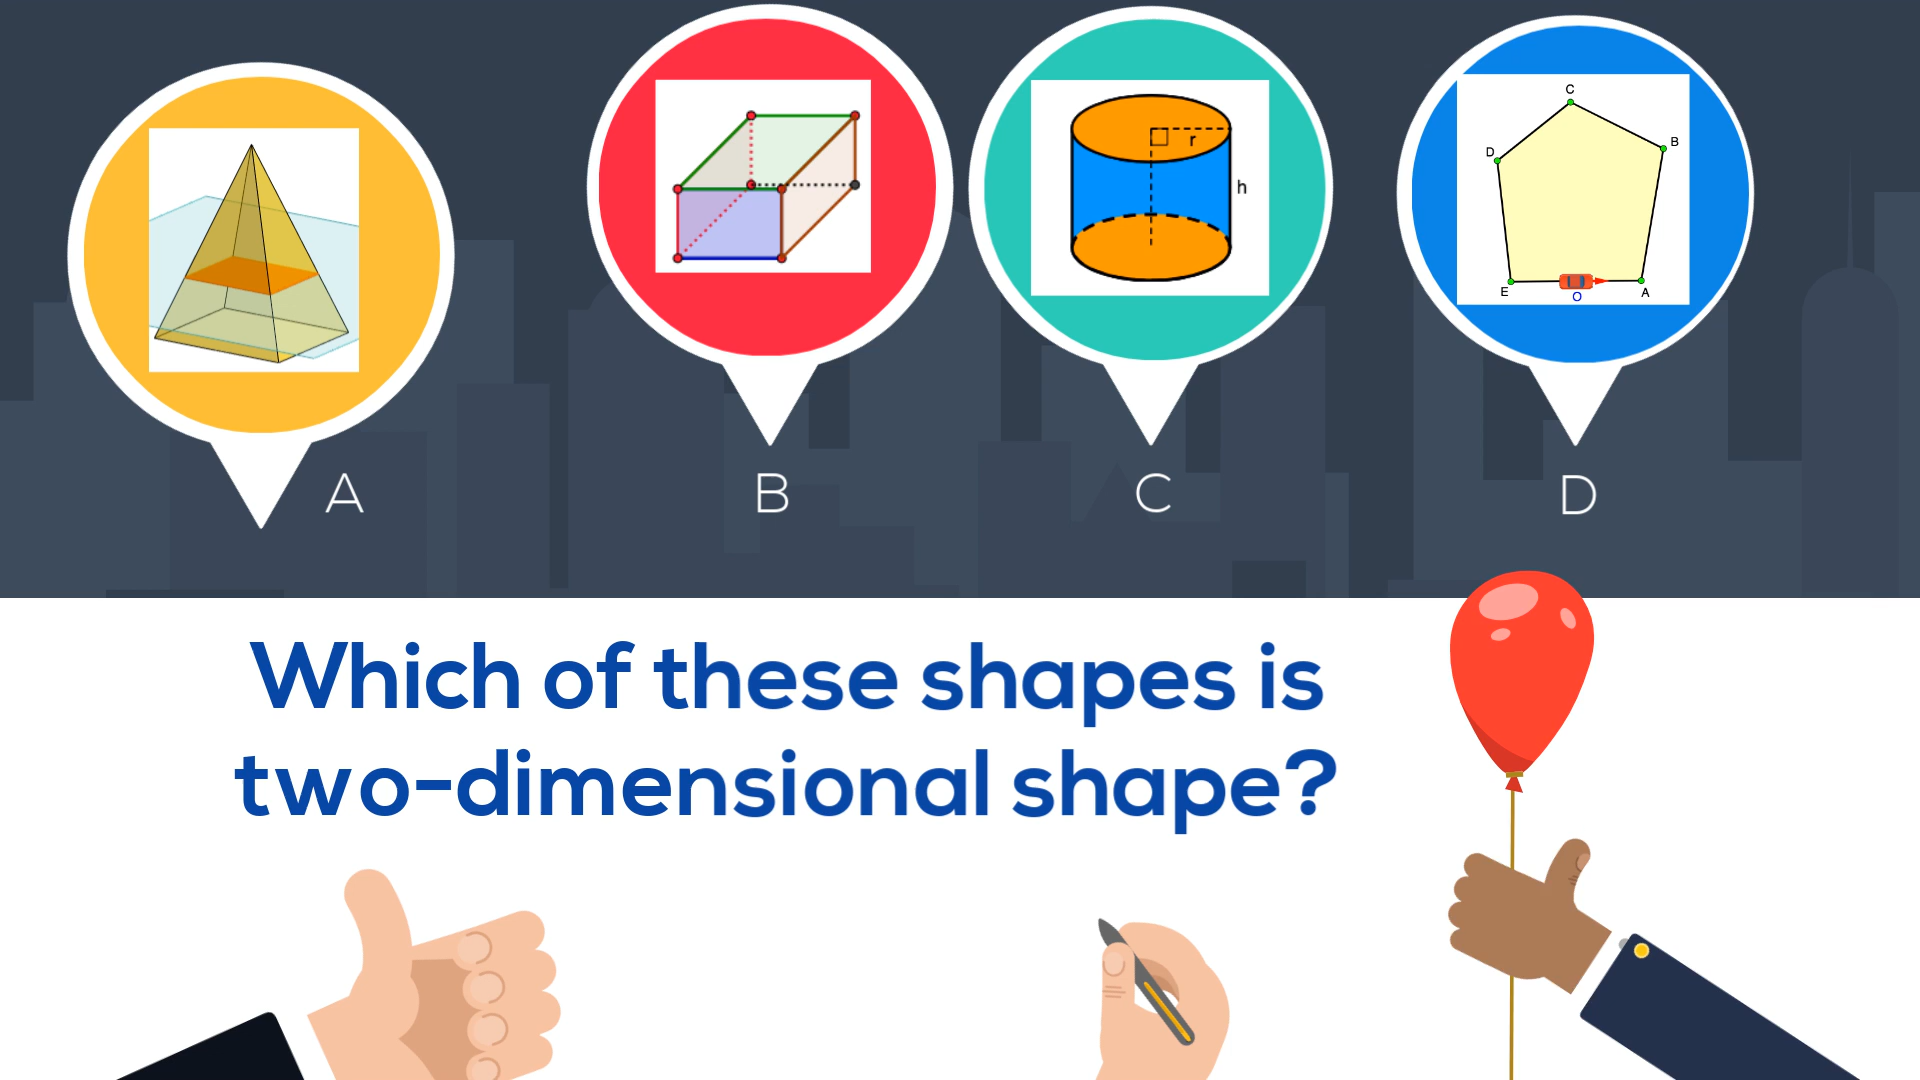 r
h
C
B
D
E
O
A
A
B
C
D
Which of these shapes is
two-dimensional shape?